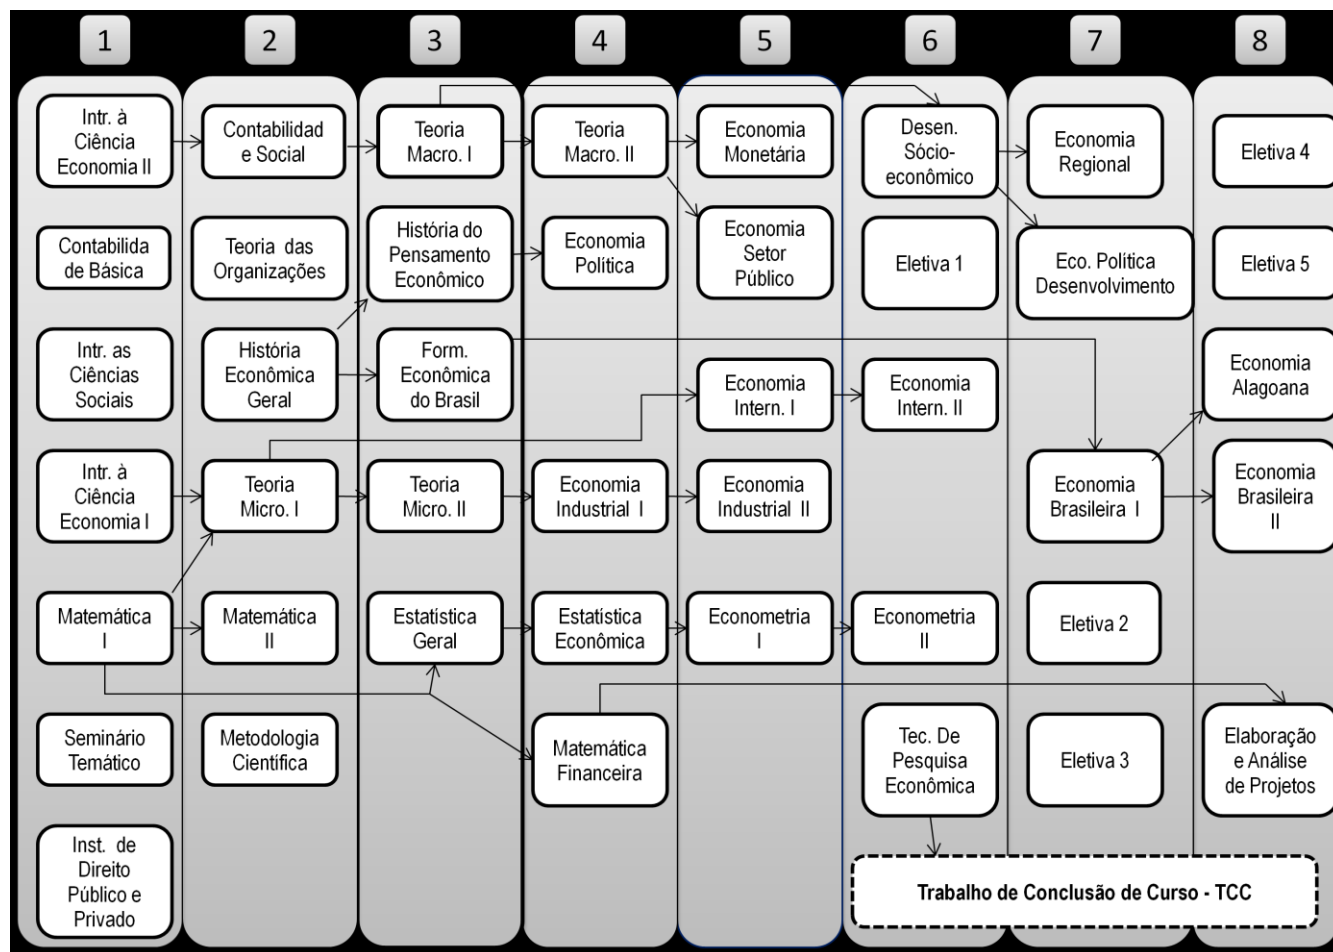 1
2
3
4
5
6
7
8
Intr. à
Ciência
Economia II
Contabilidad
e Social
Teoria
Macro. I
Teoria
Macro. II
Economia
Monetária
Desen.
Sócio-
econômico
Economia
Regional
Eletiva 4
Contabilida
de Básica
Teoria das
Organizações
História do
Pensamento
Econômico
Economia
Política
Economia
Setor
Público
Eletiva 1
Eco. Política
Desenvolvimento
Eletiva 5
Intr. as
Ciências
Sociais
História
Econômica
Geral
Form.
Econômica
do Brasil
Economia
Intern. I
Economia
Intern. II
Economia
Alagoana
Intr. à
Ciência
Economia I
Teoria
Micro. I
Teoria
Micro. II
Economia
Industrial I
Economia
Industrial II
Economia
Brasileira I
Economia
Brasileira
II
Matemática
I
Matemática
II
Estatística
Geral
Estatística
Econômica
Econometria
I
Econometria
II
Eletiva 2
Seminário
Temático
Metodologia
Científica
Matemática
Financeira
Tec. De
Pesquisa
Econômica
Eletiva 3
Elaboração
e Análise
de Projetos
Inst. de
Direito
Público e
Privado
Trabalho de Conclusão de Curso - TCC